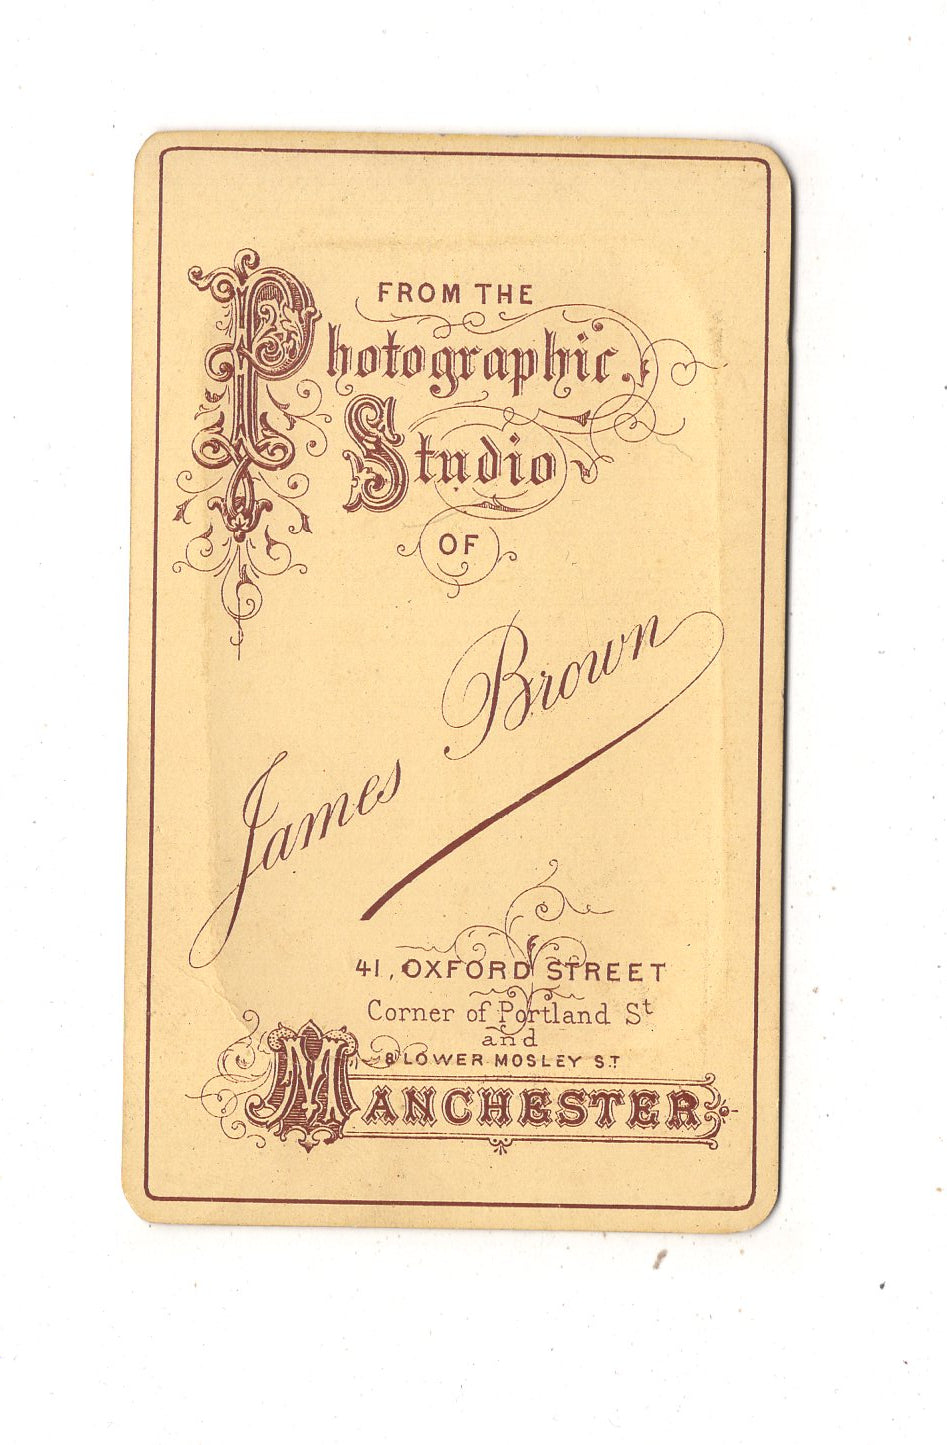 FROM THE
Photographic
Studio
OF
James Brown
41, OXFORD STREET
Corner of Portland St
and
8 LOWER MOSLEY ST
MANCHESTER